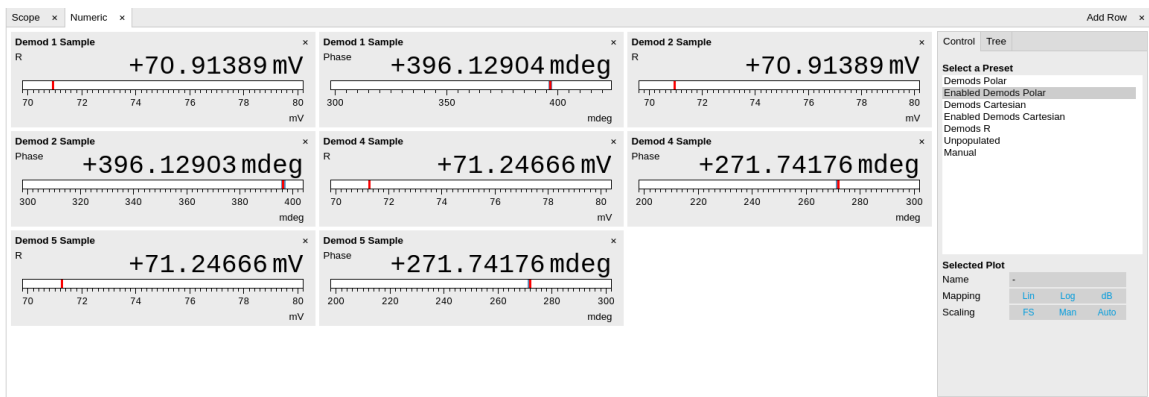 Scope × Numeric × Add Row ×
Demod 1 Sample ×
R
+70.91389 mV
70 72 74 76 78 80
mV
Demod 1 Sample ×
Phase
+396.12904 mdeg
300 350 400
mdeg
Demod 2 Sample ×
R
+70.91389 mV
70 72 74 76 78 80
mV
Demod 2 Sample ×
Phase
+396.12903 mdeg
300 320 340 360 380 400
mdeg
Demod 4 Sample ×
R
+71.24666 mV
70 72 74 76 78 80
mV
Demod 4 Sample ×
Phase
+271.74176 mdeg
200 220 240 260 280 300
mdeg
Demod 5 Sample ×
R
+71.24666 mV
70 72 74 76 78 80
mV
Demod 5 Sample ×
Phase
+271.74176 mdeg
200 220 240 260 280 300
mdeg
Control Tree
Select a Preset
Demods Polar
Enabled Demods Polar
Demods Cartesian
Enabled Demods Cartesian
Demods R
Unpopulated
Manual
Selected Plot
Name -
Mapping Lin Log dB
Scaling FS Man Auto